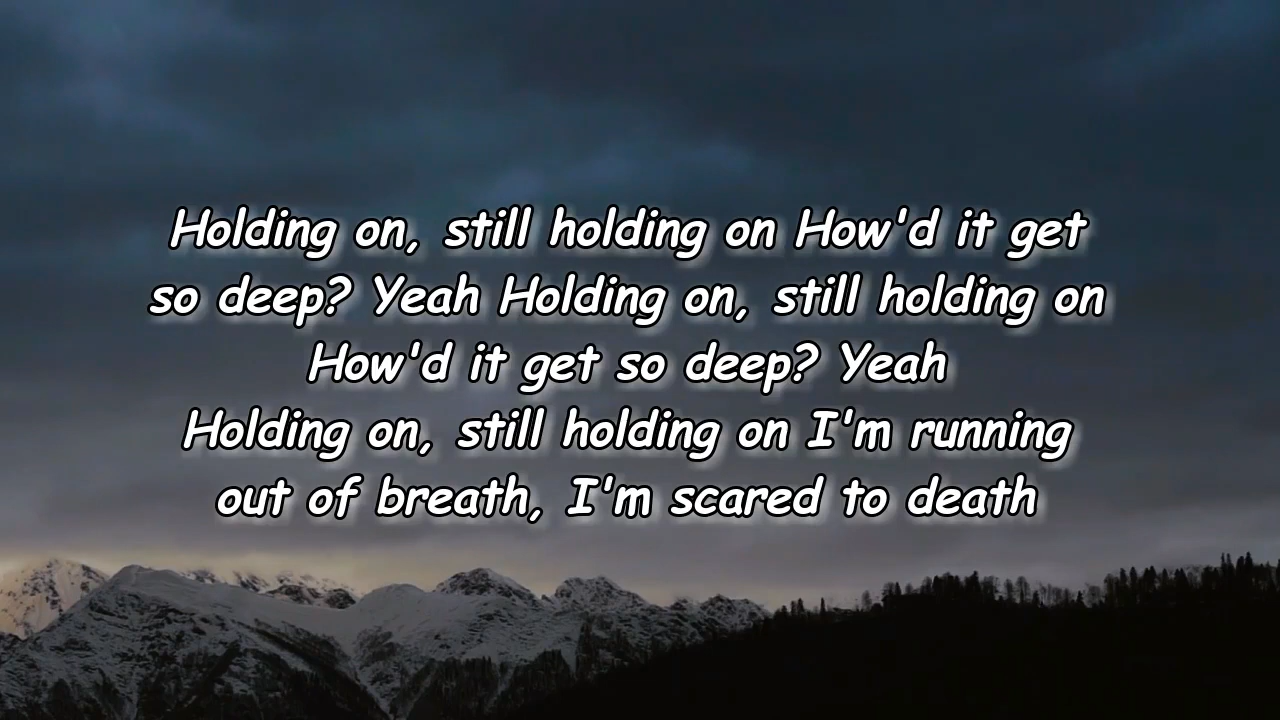 Holding on, still holding on How'd it get
so deep? Yeah Holding on, still holding on
How'd it get so deep? Yeah
Holding on, still holding on I'm running
out of breath, I'm scared to death